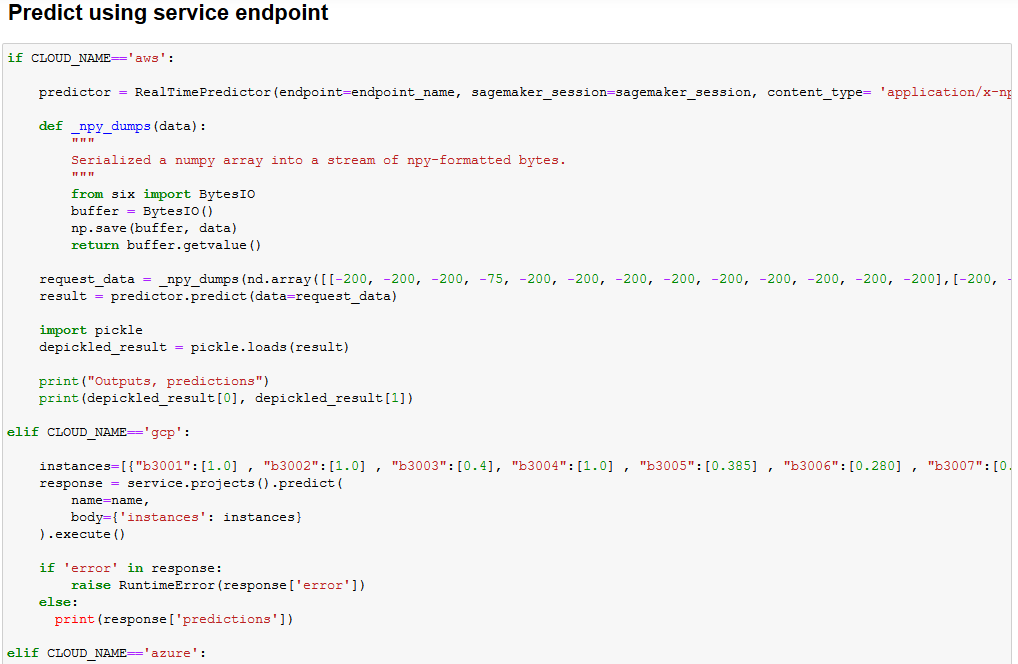 Predict using service endpoint
if CLOUD_NAME=='aws':
predictor = RealTimePredictor(endpoint=endpoint_name, sagemaker_session=sagemaker_session, content_type= 'application/x-np
def _npy_dumps(data):
"""
Serialized a numpy array into a stream of npy-formatted bytes.
"""
from six import BytesIO
buffer = BytesIO()
np.save(buffer, data)
return buffer.getvalue()
request_data = _npy_dumps(nd.array([[-200, -200, -200, -75, -200, -200, -200, -200, -200, -200, -200, -200, -200],[-200, -
result = predictor.predict(data=request_data)
import pickle
depickled_result = pickle.loads(result)
print("Outputs, predictions")
print(depickled_result[0], depickled_result[1])
elif CLOUD_NAME=='gcp':
instances=[{"b3001":[1.0] , "b3002":[1.0] , "b3003":[0.4], "b3004":[1.0] , "b3005":[0.385] , "b3006":[0.280] , "b3007":[0.
response = service.projects().predict(
name=name,
body={'instances': instances}
).execute()
if 'error' in response:
raise RuntimeError(response['error'])
else:
print(response['predictions'])
elif CLOUD_NAME=='azure':